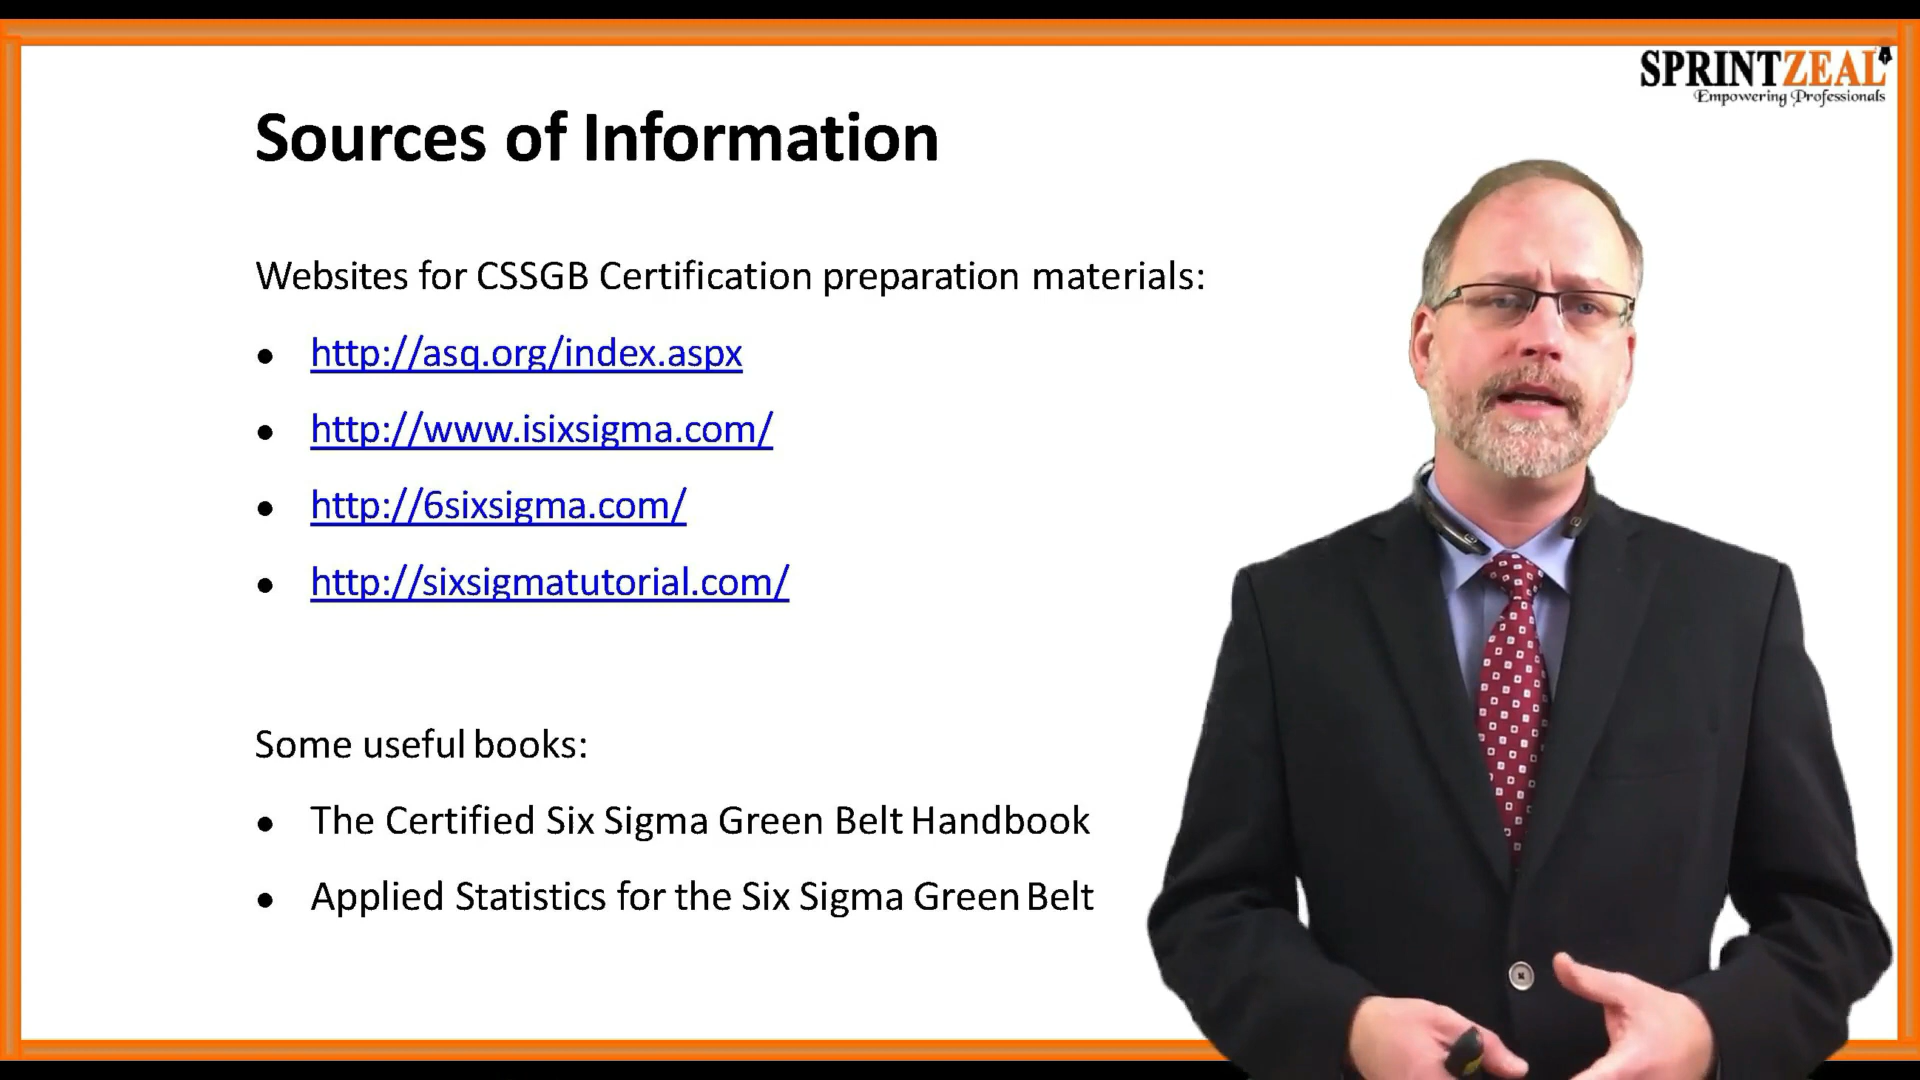 SPRINTZEAL
Empowering Professionals
Sources of Information
Websites for CSSGB Certification preparation materials:
http://asq.org/index.aspx
http://www.isixsigma.com/
http://6sixsigma.com/
http://sixsigmatutorial.com/
Some useful books:
The Certified Six Sigma Green Belt Handbook
Applied Statistics for the Six Sigma Green Belt